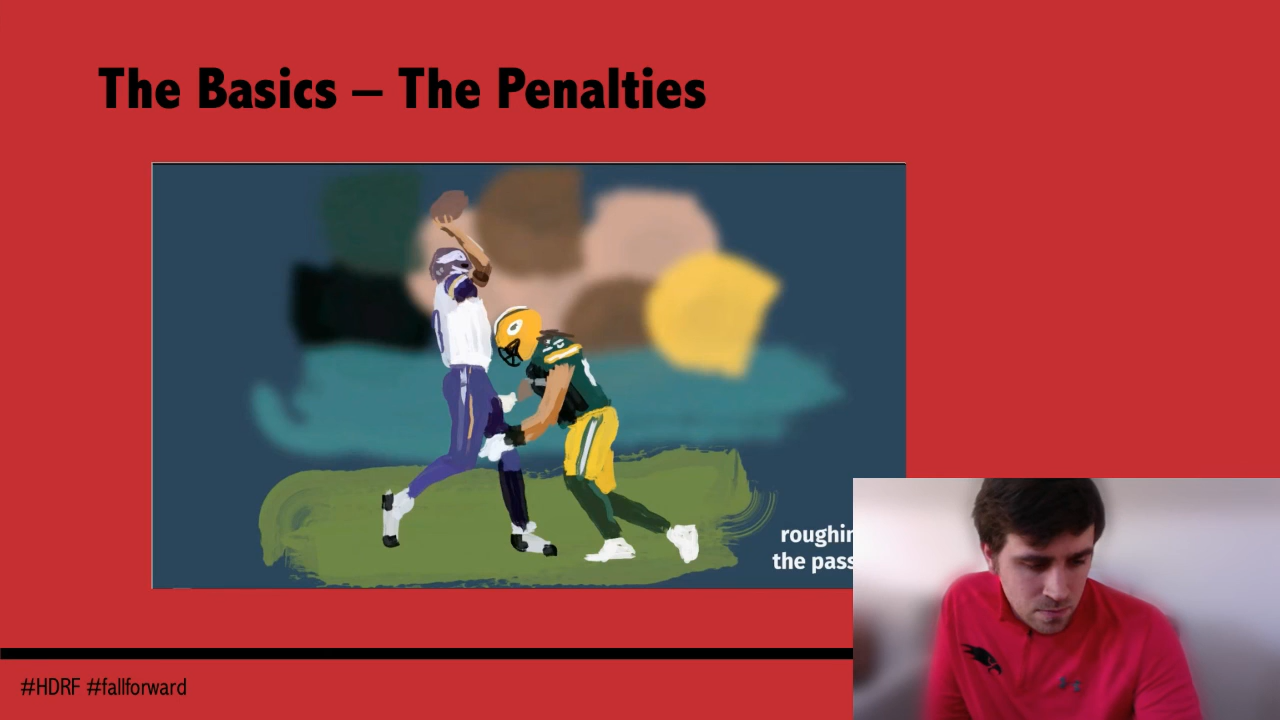 The Basics – The Penalties
roughin
the pass
#HDRF #fallforward